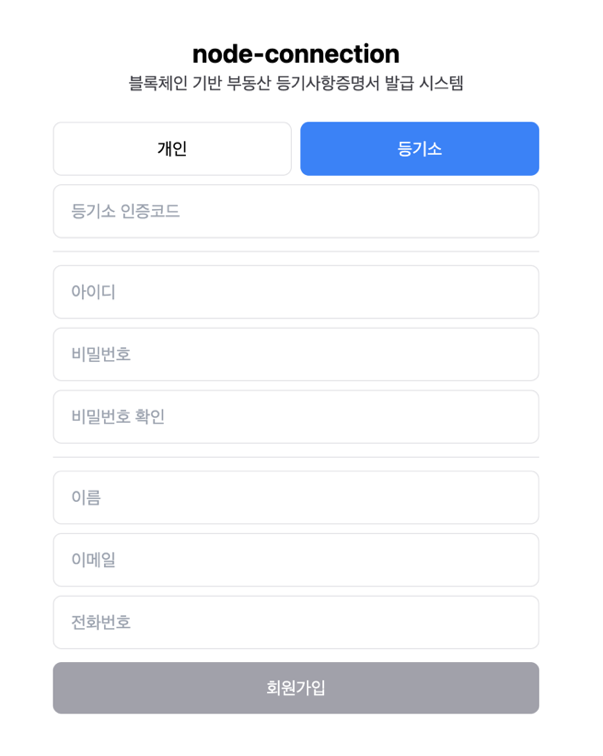 node-connection
블록체인 기반 부동산 등기사항증명서 발급 시스템
개인
등기소
등기소 인증코드
아이디
비밀번호
비밀번호 확인
이름
이메일
전화번호
회원가입